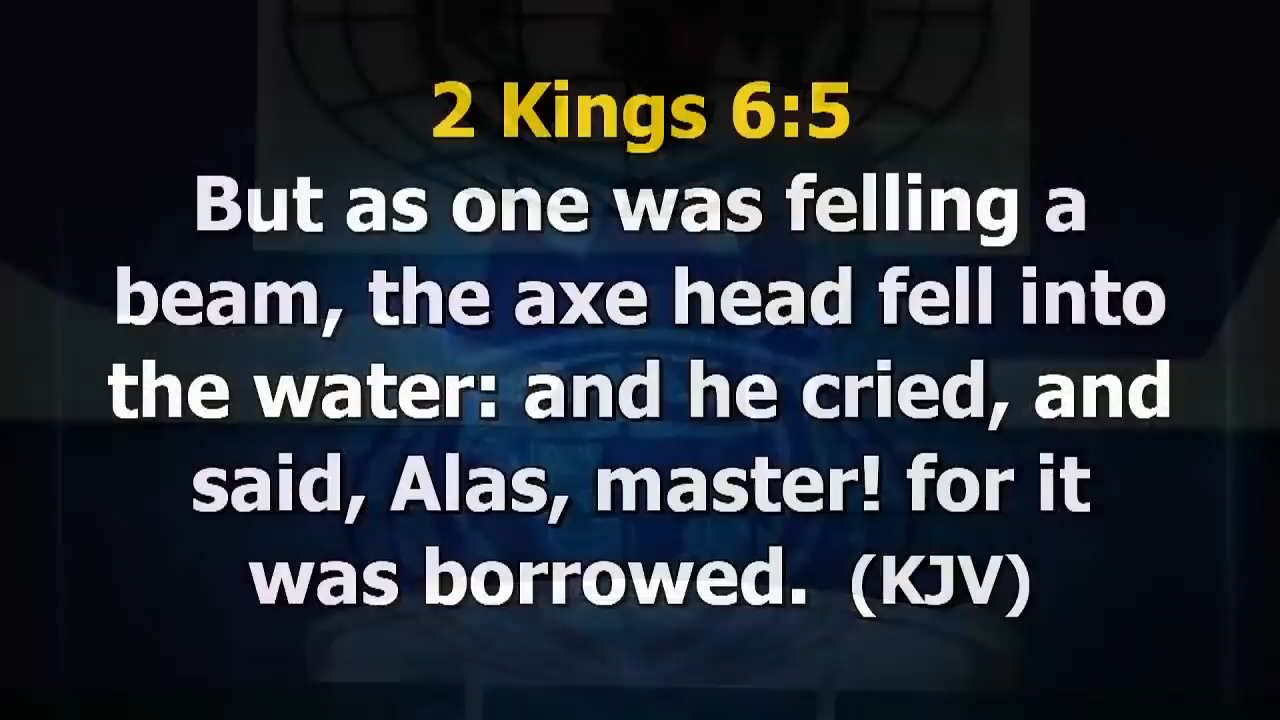 2 Kings 6:5
But as one was felling a
beam, the axe head fell into
the water: and he cried, and
said, Alas, master! for it
was borrowed. (KJV)